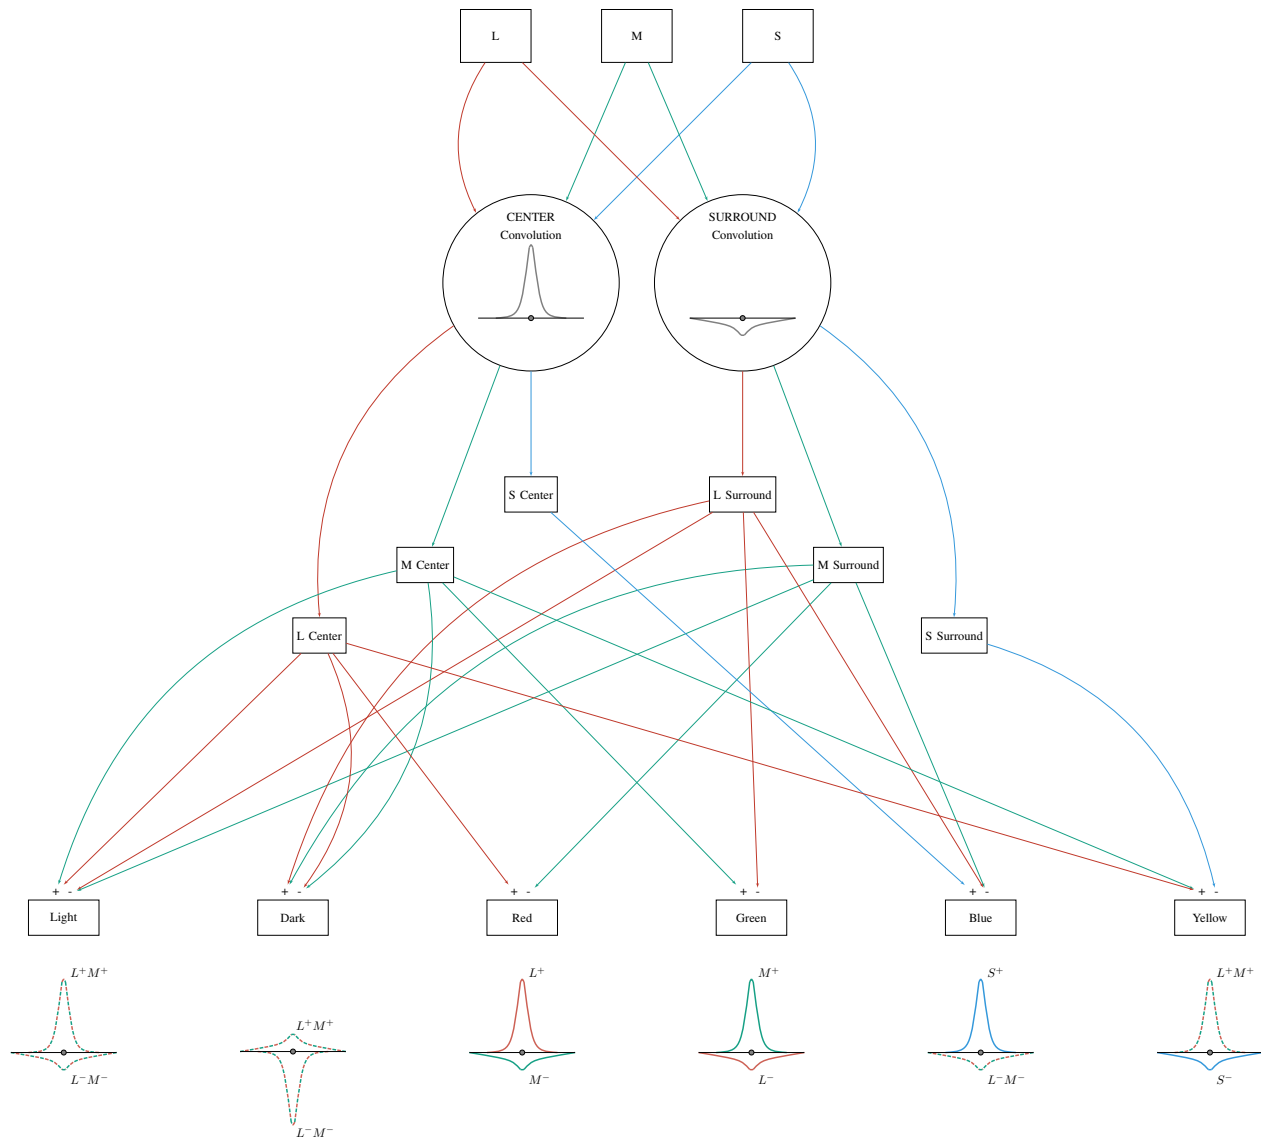 L M S
CENTER
Convolution
SURROUND
Convolution
S Center L Surround
M Center M Surround
L Center S Surround
+ - + - + - + - + - + -
Light Dark Red Green Blue Yellow
L⁺M⁺ L⁺ M⁺ S⁺ L⁺M⁺
L⁺M⁺
L⁻M⁻ M⁻ L⁻ L⁻M⁻ S⁻
L⁻M⁻